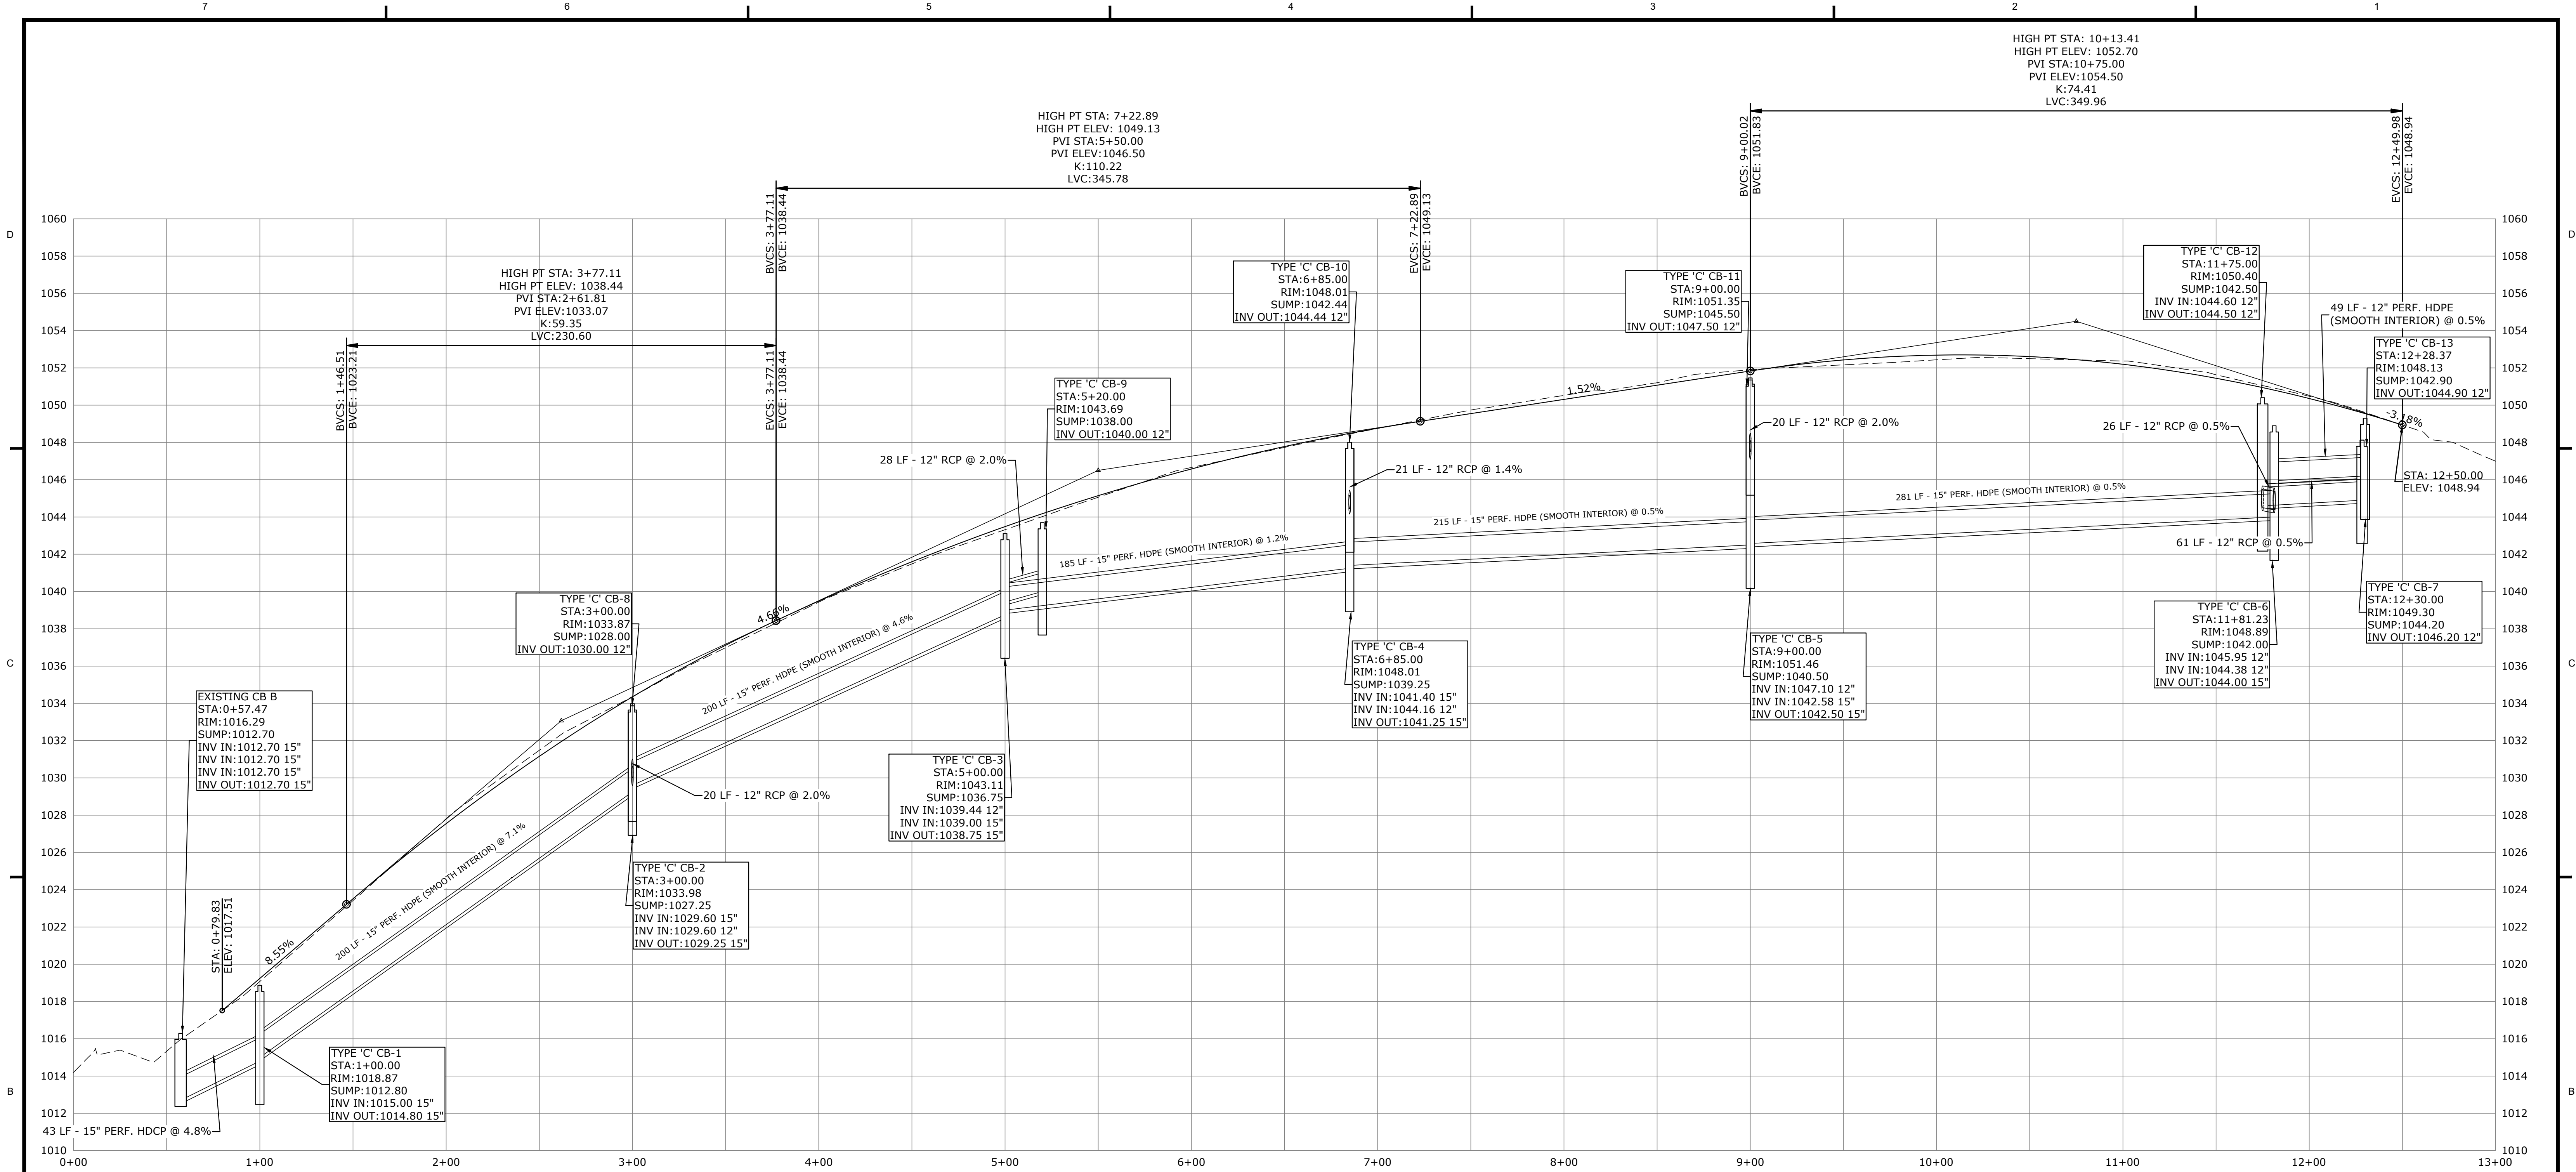 7
6
5
4
3
2
1
HIGH PT STA: 10+13.41
HIGH PT ELEV: 1052.70
PVI STA:10+75.00
PVI ELEV:1054.50
K:74.41
LVC:349.96
BVCS: 9+00.02
BVCE: 1051.83
EVCS: 12+49.98
EVCE: 1048.94
HIGH PT STA: 7+22.89
HIGH PT ELEV: 1049.13
PVI STA:5+50.00
PVI ELEV:1046.50
K:110.22
LVC:345.78
BVCS: 3+77.11
BVCE: 1038.44
EVCS: 7+22.89
EVCE: 1049.13
HIGH PT STA: 3+77.11
HIGH PT ELEV: 1038.44
PVI STA:2+61.81
PVI ELEV:1033.07
K:59.35
LVC:230.60
BVCS: 1+46.51
BVCE: 1023.21
EVCS: 3+77.11
EVCE: 1038.44
TYPE 'C' CB-10
STA:6+85.00
RIM:1048.01
SUMP:1042.44
INV OUT:1044.44 12"
TYPE 'C' CB-11
STA:9+00.00
RIM:1051.35
SUMP:1045.50
INV OUT:1047.50 12"
TYPE 'C' CB-12
STA:11+75.00
RIM:1050.40
SUMP:1042.50
INV IN:1044.60 12"
INV OUT:1044.50 12"
49 LF - 12" PERF. HDPE
(SMOOTH INTERIOR) @ 0.5%
TYPE 'C' CB-13
STA:12+28.37
RIM:1048.13
SUMP:1042.90
INV OUT:1044.90 12"
TYPE 'C' CB-9
STA:5+20.00
RIM:1043.69
SUMP:1038.00
INV OUT:1040.00 12"
28 LF - 12" RCP @ 2.0%
21 LF - 12" RCP @ 1.4%
20 LF - 12" RCP @ 2.0%
26 LF - 12" RCP @ 0.5%
1.52%
-3.18%
STA: 12+50.00
ELEV: 1048.94
281 LF - 15" PERF. HDPE (SMOOTH INTERIOR) @ 0.5%
215 LF - 15" PERF. HDPE (SMOOTH INTERIOR) @ 0.5%
185 LF - 15" PERF. HDPE (SMOOTH INTERIOR) @ 1.2%
61 LF - 12" RCP @ 0.5%
TYPE 'C' CB-8
STA:3+00.00
RIM:1033.87
SUMP:1028.00
INV OUT:1030.00 12"
4.66%
200 LF - 15" PERF. HDPE (SMOOTH INTERIOR) @ 4.6%
TYPE 'C' CB-7
STA:12+30.00
RIM:1049.30
SUMP:1044.20
INV OUT:1046.20 12"
TYPE 'C' CB-6
STA:11+81.23
RIM:1048.89
SUMP:1042.00
INV IN:1045.95 12"
INV IN:1044.38 12"
INV OUT:1044.00 15"
TYPE 'C' CB-5
STA:9+00.00
RIM:1051.46
SUMP:1040.50
INV IN:1047.10 12"
INV IN:1042.58 15"
INV OUT:1042.50 15"
TYPE 'C' CB-4
STA:6+85.00
RIM:1048.01
SUMP:1039.25
INV IN:1041.40 15"
INV IN:1044.16 12"
INV OUT:1041.25 15"
EXISTING CB B
STA:0+57.47
RIM:1016.29
SUMP:1012.70
INV IN:1012.70 15"
INV IN:1012.70 15"
INV IN:1012.70 15"
INV OUT:1012.70 15"
TYPE 'C' CB-3
STA:5+00.00
RIM:1043.11
SUMP:1036.75
INV IN:1039.44 12"
INV IN:1039.00 15"
INV OUT:1038.75 15"
20 LF - 12" RCP @ 2.0%
TYPE 'C' CB-2
STA:3+00.00
RIM:1033.98
SUMP:1027.25
INV IN:1029.60 15"
INV IN:1029.60 12"
INV OUT:1029.25 15"
200 LF - 15" PERF. HDPE (SMOOTH INTERIOR) @ 7.1%
STA: 0+79.83
ELEV: 1017.51
8.55%
TYPE 'C' CB-1
STA:1+00.00
RIM:1018.87
SUMP:1012.80
INV IN:1015.00 15"
INV OUT:1014.80 15"
43 LF - 15" PERF. HDCP @ 4.8%
1060
1058
1056
1054
1052
1050
1048
1046
1044
1042
1040
1038
1036
1034
1032
1030
1028
1026
1024
1022
1020
1018
1016
1014
1012
1010
1060
1058
1056
1054
1052
1050
1048
1046
1044
1042
1040
1038
1036
1034
1032
1030
1028
1026
1024
1022
1020
1018
1016
1014
1012
1010
0+00
1+00
2+00
3+00
4+00
5+00
6+00
7+00
8+00
9+00
10+00
11+00
12+00
13+00
D
C
B
D
C
B